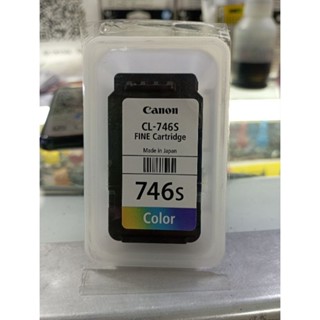 Canon
CL-746S
FINE Cartridge
Made in Japan
746s
Color